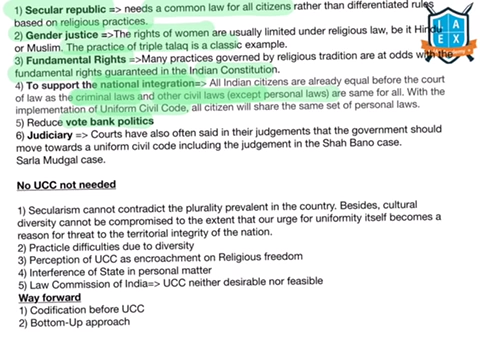 1) Secular republic => needs a common law for all citizens rather than differentiated rules
based on religious practices.
2) Gender justice =>The rights of women are usually limited under religious law, be it Hindu
or Muslim. The practice of triple talaq is a classic example.
3) Fundamental Rights =>Many practices governed by religious tradition are at odds with the
fundamental rights guaranteed in the Indian Constitution.
4) To support the national integration=> All Indian citizens are already equal before the court
of law as the criminal laws and other civil laws (except personal laws) are same for all. With the
implementation of Uniform Civil Code, all citizen will share the same set of personal laws.
5) Reduce vote bank politics
6) Judiciary => Courts have also often said in their judgements that the government should
move towards a uniform civil code including the judgement in the Shah Bano case.
Sarla Mudgal case.
No UCC not needed
1) Secularism cannot contradict the plurality prevalent in the country. Besides, cultural
diversity cannot be compromised to the extent that our urge for uniformity itself becomes a
reason for threat to the territorial integrity of the nation.
2) Practicle difficulties due to diversity
3) Perception of UCC as encroachment on Religious freedom
4) Interference of State in personal matter
5) Law Commission of India=> UCC neither desirable nor feasible
Way forward
1) Codification before UCC
2) Bottom-Up approach
L A
E X